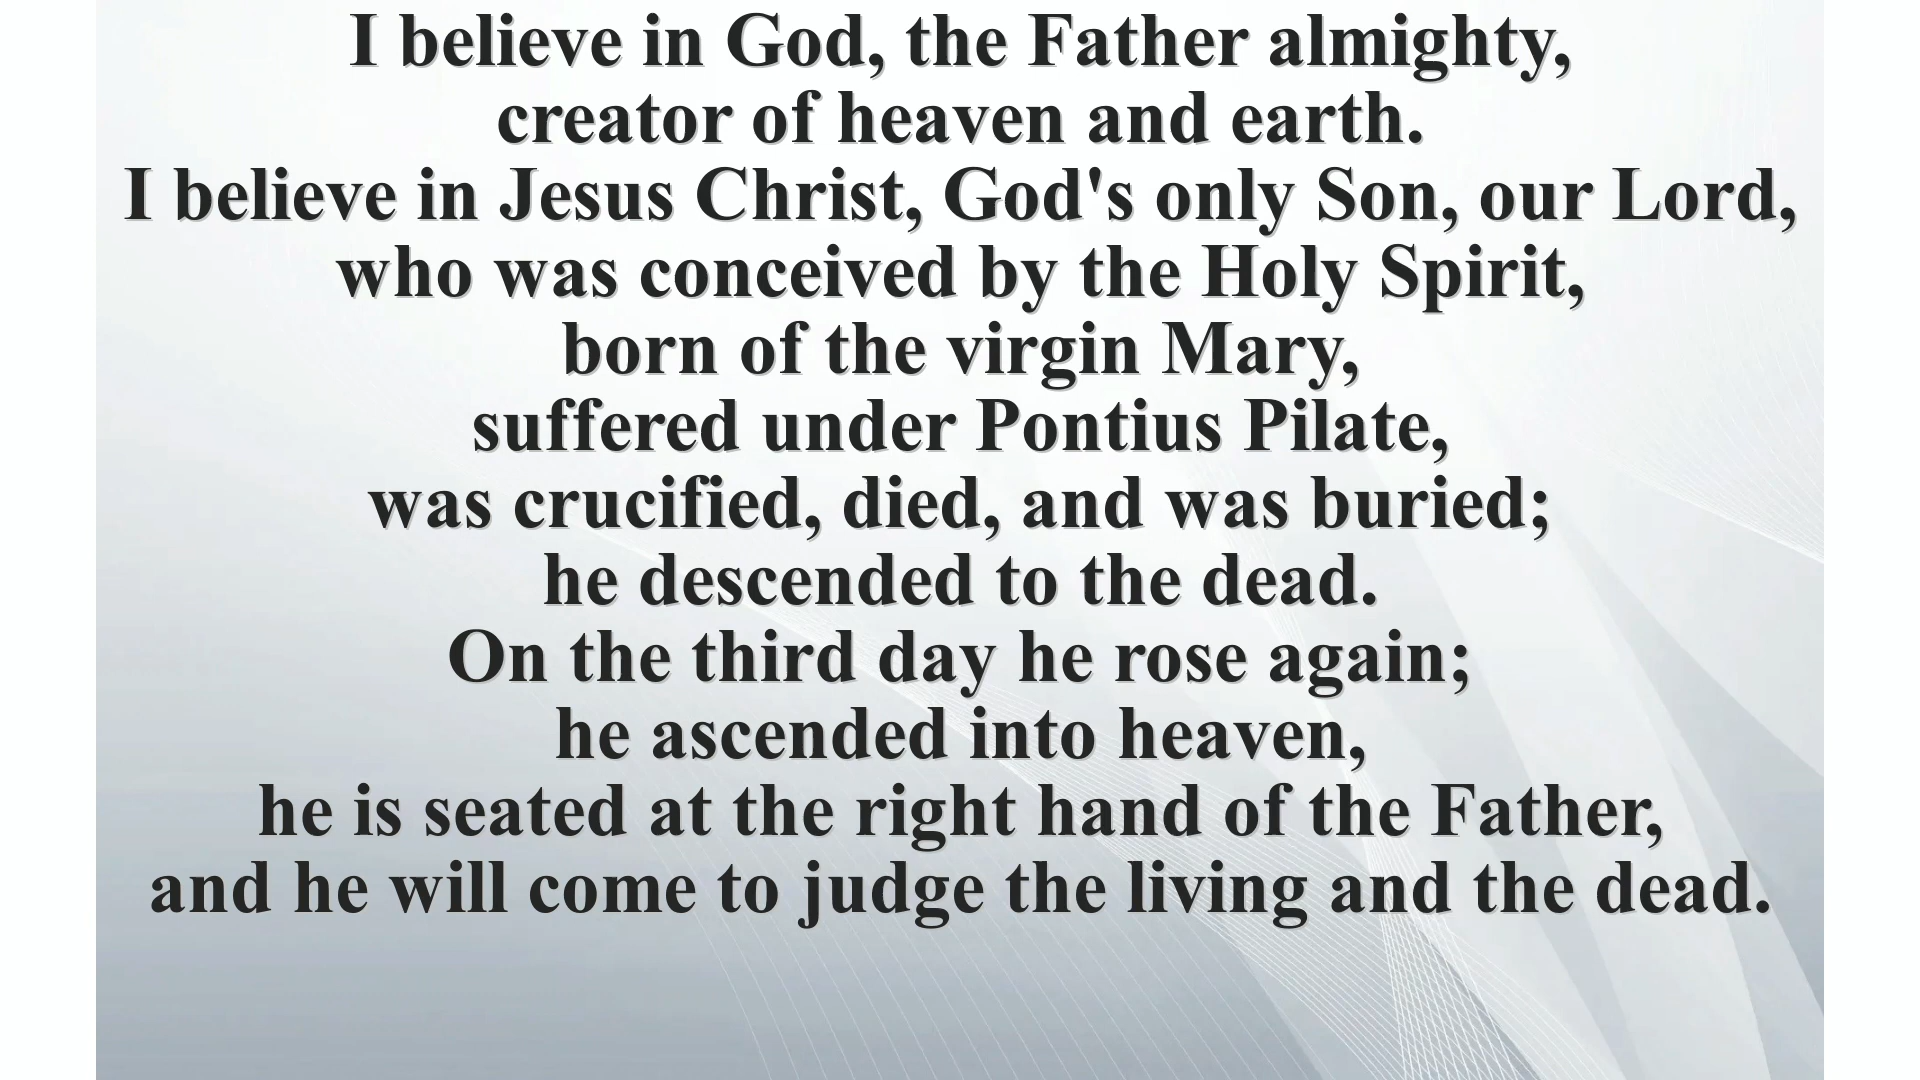 I believe in God, the Father almighty,
creator of heaven and earth.
I believe in Jesus Christ, God's only Son, our Lord,
who was conceived by the Holy Spirit,
born of the virgin Mary,
suffered under Pontius Pilate,
was crucified, died, and was buried;
he descended to the dead.
On the third day he rose again;
he ascended into heaven,
he is seated at the right hand of the Father,
and he will come to judge the living and the dead.